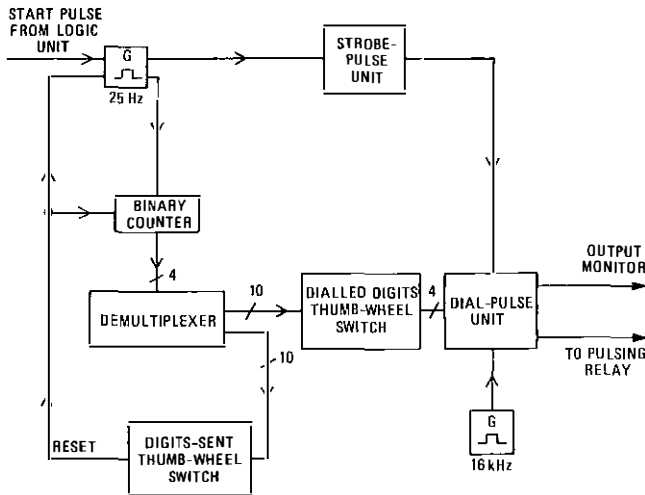 START PULSE
FROM LOGIC
UNIT
G
25 Hz
STROBE-
PULSE
UNIT
BINARY
COUNTER
4
DEMULTIPLEXER
10
10
DIALLED DIGITS
THUMB-WHEEL
SWITCH
4
DIAL-PULSE
UNIT
OUTPUT
MONITOR
TO PULSING
RELAY
G
16 kHz
RESET
DIGITS-SENT
THUMB-WHEEL
SWITCH